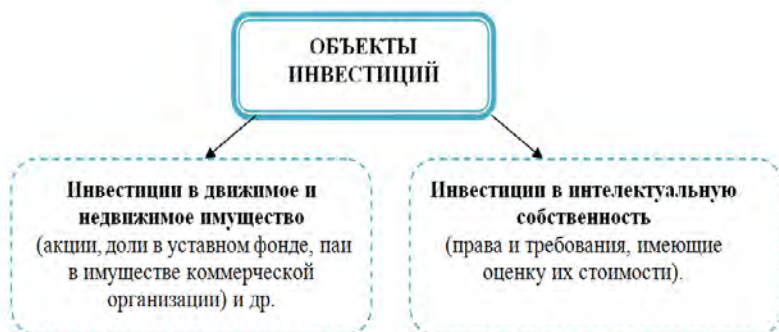 ОБЪЕКТЫ
ИНВЕСТИЦИЙ
Инвестиции в движимое и
недвижимое имущество
(акции, доли в уставном фонде, паи
в имуществе коммерческой
организации) и др.
Инвестиции в интелектуальную
собственность
(права и требования, имеющие
оценку их стоимости).